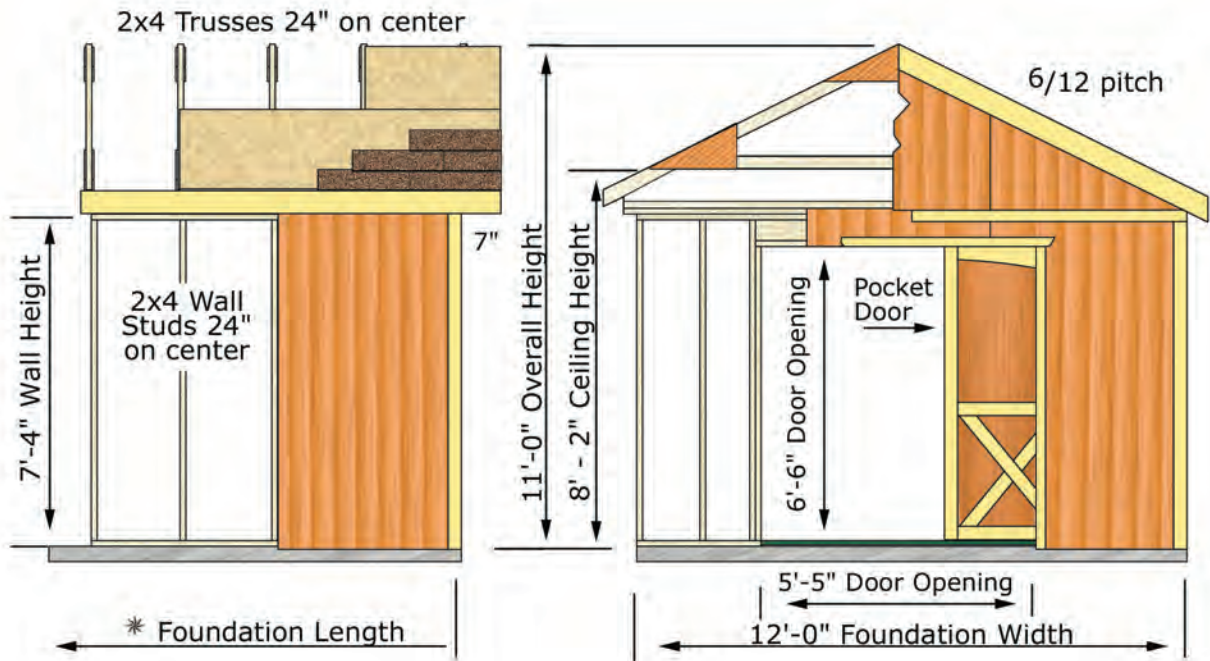 2x4 Trusses 24" on center
6/12 pitch
7"
7'-4" Wall Height
2x4 Wall
Studs 24"
on center
11'-0" Overall Height
8' - 2" Ceiling Height
6'-6" Door Opening
Pocket
Door
5'-5" Door Opening
* Foundation Length
12'-0" Foundation Width